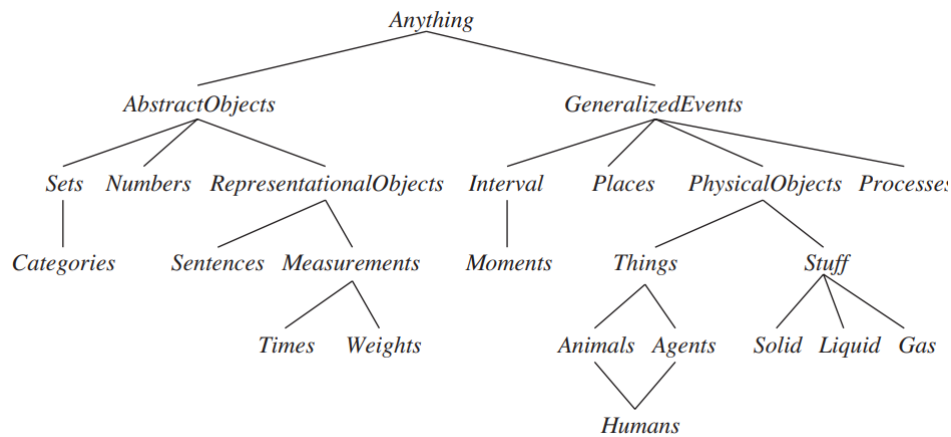 Anything
AbstractObjects GeneralizedEvents
Sets Numbers RepresentationalObjects Interval Places PhysicalObjects Processes
Categories Sentences Measurements Moments Things Stuff
Times Weights Animals Agents Solid Liquid Gas
Humans